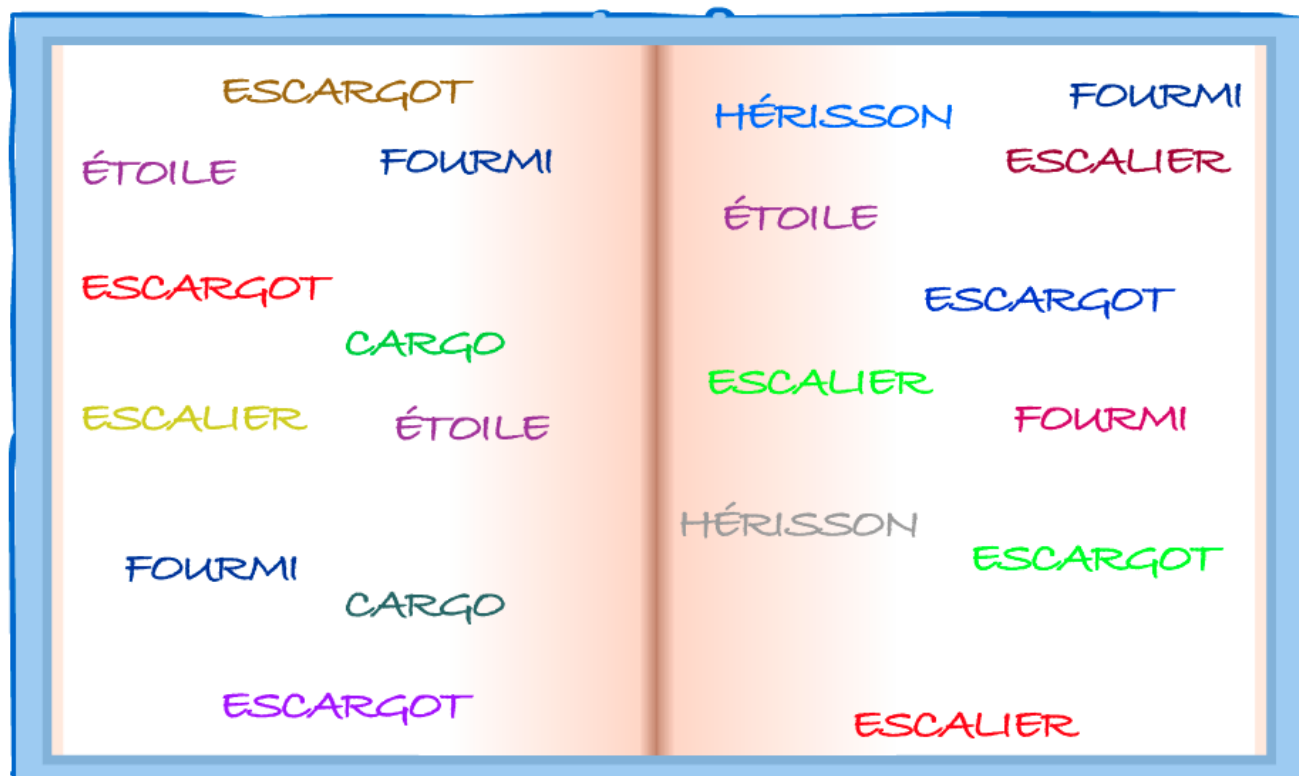 ESCARGOT
ÉTOILE
FOURMI
ESCARGOT
CARGO
ESCALIER
ÉTOILE
FOURMI
CARGO
ESCARGOT
HÉRISSON
FOURMI
ESCALIER
ÉTOILE
ESCARGOT
ESCALIER
FOURMI
HÉRISSON
ESCARGOT
ESCALIER